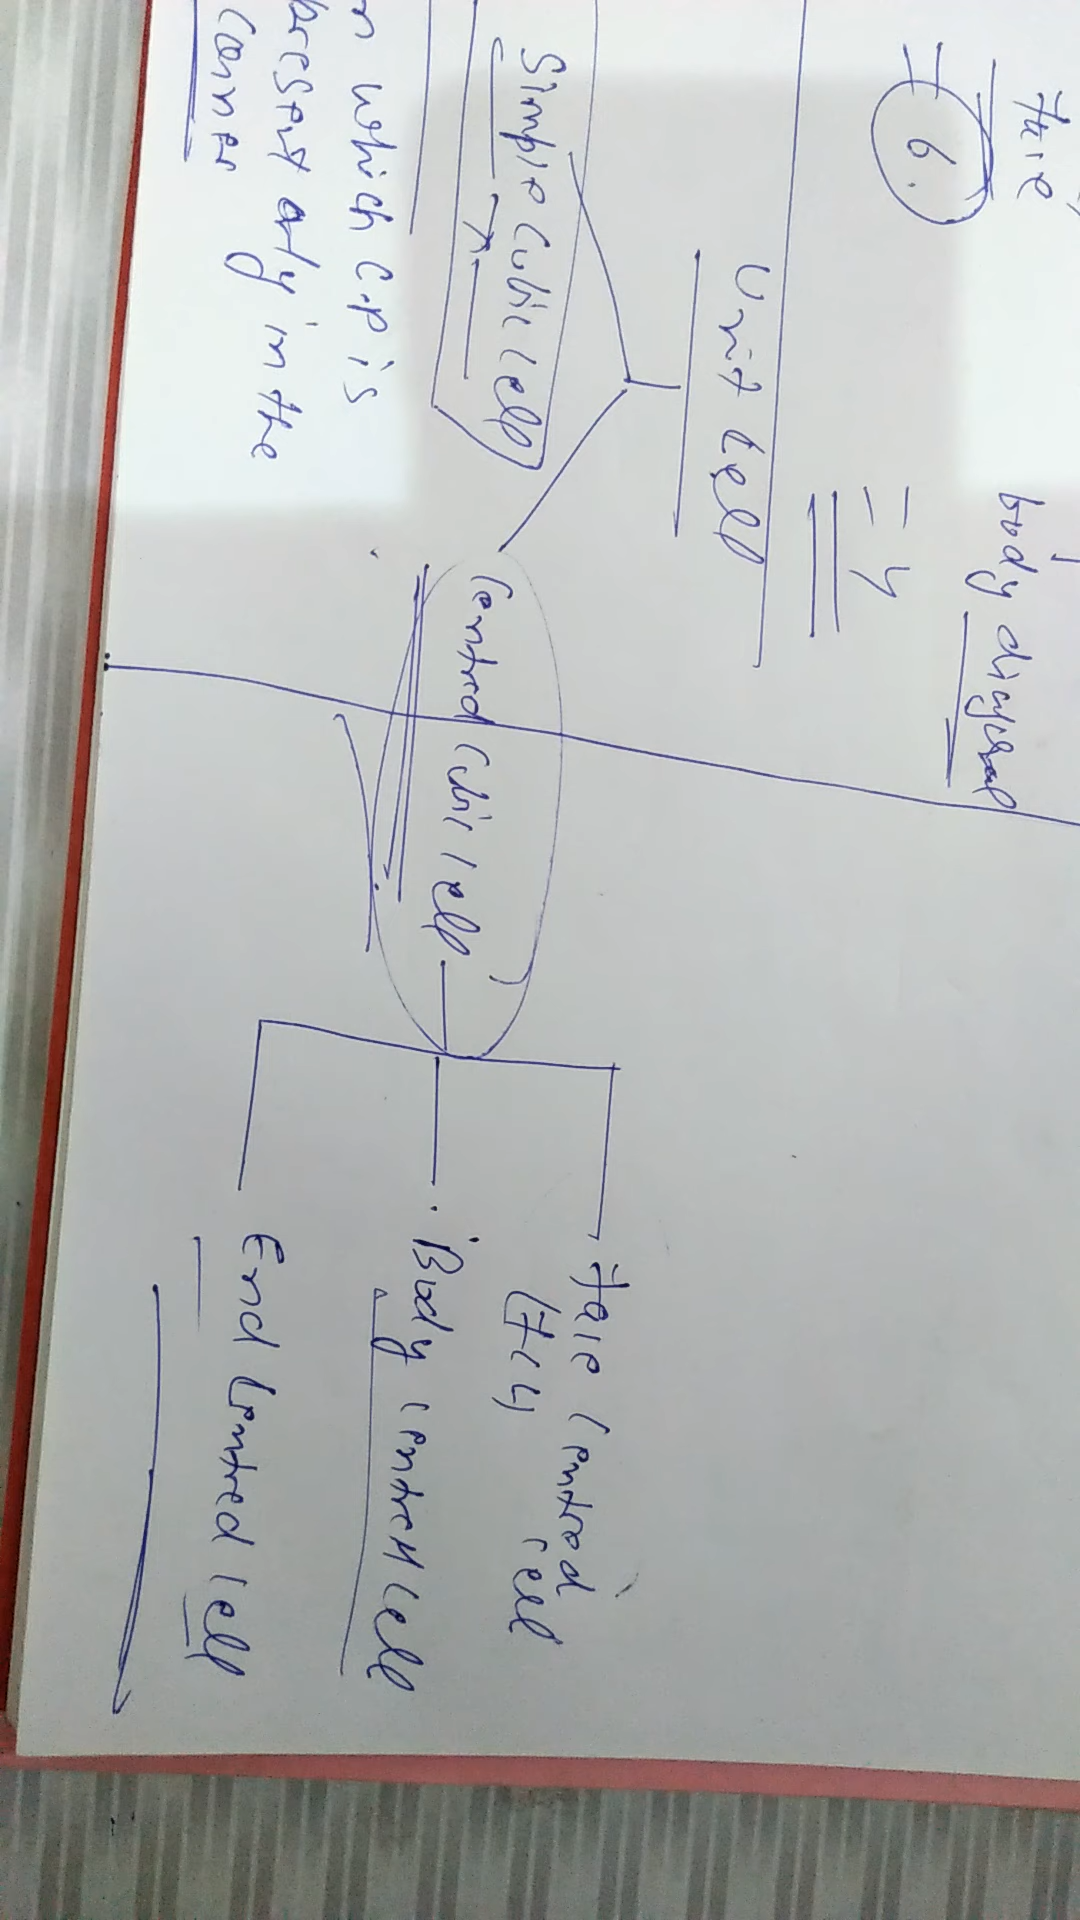 face
= 6.
body diagonal
= 4
Unit Cell
Simple Cubic Cell
Centred Cubic Cell
in which C.P is
present only in the
Corner
face Centred
(FCC) cell
Body centred Cell
End Centred Cell